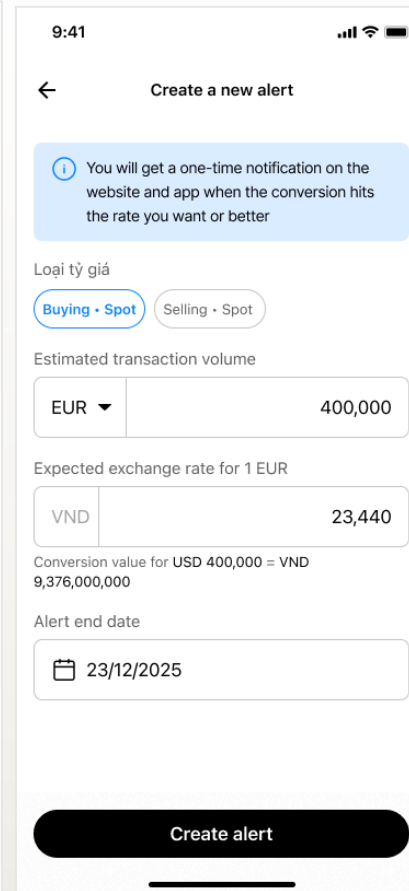 9:41
Create a new alert
You will get a one-time notification on the
website and app when the conversion hits
the rate you want or better
Loại tỷ giá
Buying • Spot
Selling • Spot
Estimated transaction volume
EUR
400,000
Expected exchange rate for 1 EUR
VND
23,440
Conversion value for USD 400,000 = VND
9,376,000,000
Alert end date
23/12/2025
Create alert